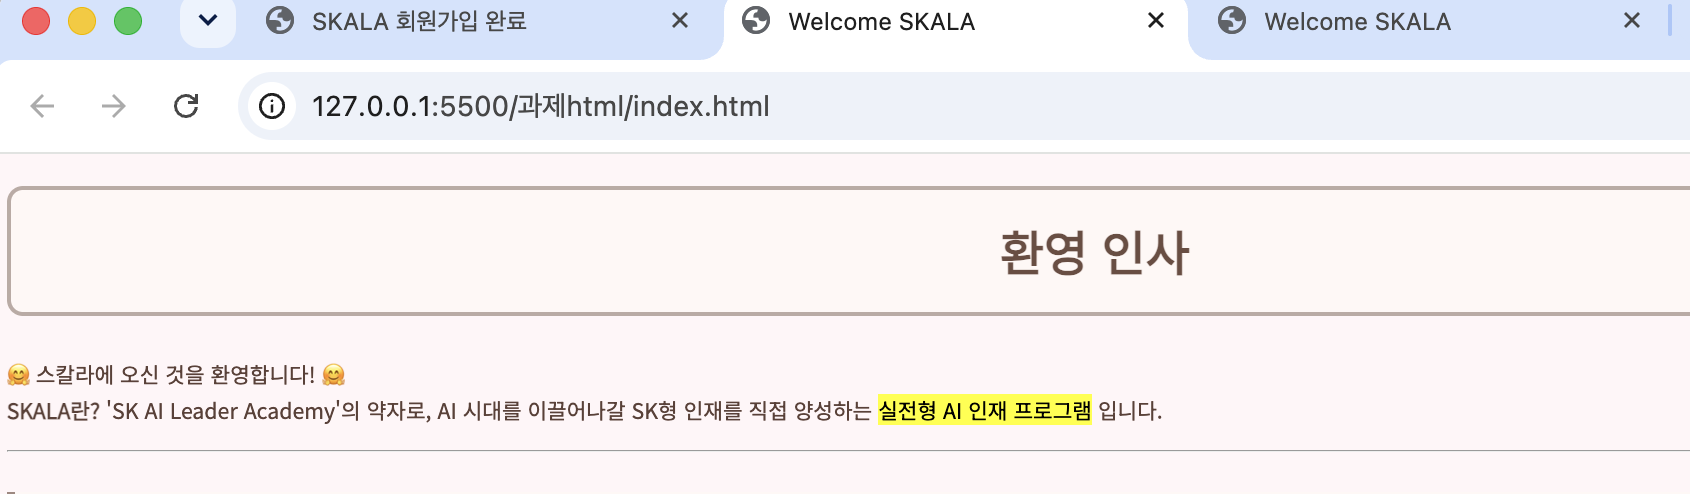 SKALA 회원가입 완료
Welcome SKALA
Welcome SKALA
127.0.0.1:5500/과제html/index.html
환영 인사
🤗 스칼라에 오신 것을 환영합니다! 🤗
SKALA란? 'SK AI Leader Academy'의 약자로, AI 시대를 이끌어나갈 SK형 인재를 직접 양성하는 실전형 AI 인재 프로그램 입니다.